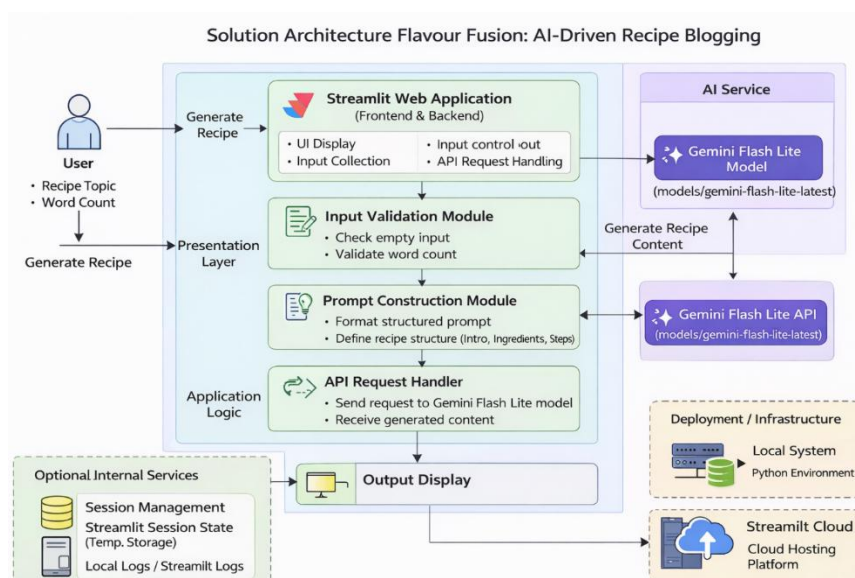 Solution Architecture Flavour Fusion: AI-Driven Recipe Blogging
User
• Recipe Topic
• Word Count
Generate Recipe
Generate
Recipe
Presentation
Layer
Application
Logic
Streamlit Web Application
(Frontend & Backend)
• UI Display
• Input Collection
• Input control out
• API Request Handling
Input Validation Module
• Check empty input
• Validate word count
Prompt Construction Module
• Format structured prompt
• Define recipe structure (Intro, Ingredients, Steps)
API Request Handler
• Send request to Gemini Flash Lite model
• Receive generated content
Output Display
AI Service
Gemini Flash Lite
Model
(models/gemini-flash-lite-latest)
Generate Recipe
Content
Gemini Flash Lite API
(models/gemini-flash-lite-latest)
Deployment / Infrastructure
Local System
Python Environment
Streamilt Cloud
Cloud Hosting
Platform
Optional Internal Services
Session Management
Streamlit Session State
(Temp. Storage)
Local Logs / Streamilt Logs